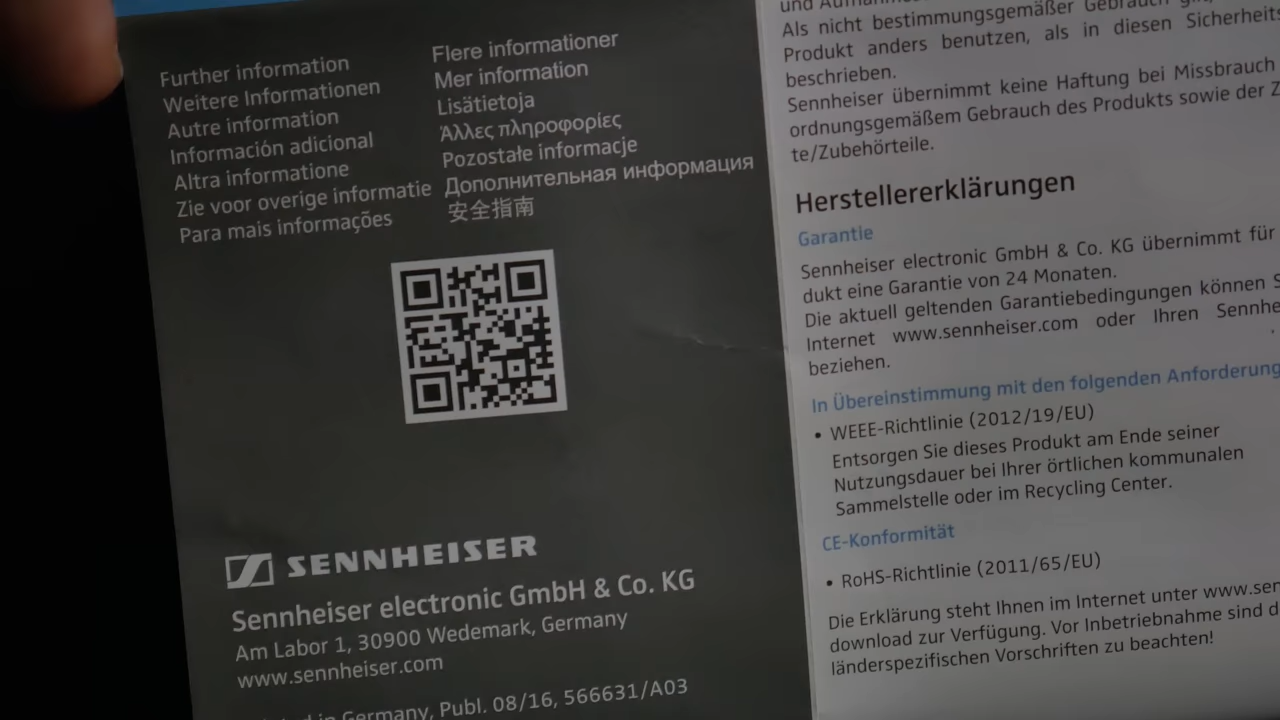 Further information
Weitere Informationen
Autre information
Información adicional
Altra informatione
Zie voor overige informatie
Para mais informações
Flere informationer
Mer information
Lisätietoja
Άλλες πληροφορίες
Pozostałe informacje
Дополнительная информация
安全指南
SENNHEISER
Sennheiser electronic GmbH & Co. KG
Am Labor 1, 30900 Wedemark, Germany
www.sennheiser.com
in Germany, Publ. 08/16, 566631/A03
und
Als nicht bestimmungsgemäßer Gebrauch
Produkt anders benutzen, als in diesen Sicherheits
beschrieben.
Sennheiser übernimmt keine Haftung bei Missbrauch
ordnungsgemäßem Gebrauch des Produkts sowie der Z
te/Zubehörteile.
Herstellererklärungen
Garantie
Sennheiser electronic GmbH & Co. KG übernimmt für
dukt eine Garantie von 24 Monaten.
Die aktuell geltenden Garantiebedingungen können S
Internet www.sennheiser.com oder Ihren Sennhe
beziehen.
In Übereinstimmung mit den folgenden Anforderung
• WEEE-Richtlinie (2012/19/EU)
Entsorgen Sie dieses Produkt am Ende seiner
Nutzungsdauer bei Ihrer örtlichen kommunalen
Sammelstelle oder im Recycling Center.
CE-Konformität
• RoHS-Richtlinie (2011/65/EU)
Die Erklärung steht Ihnen im Internet unter www.sen
download zur Verfügung. Vor Inbetriebnahme sind d
länderspezifischen Vorschriften zu beachten!